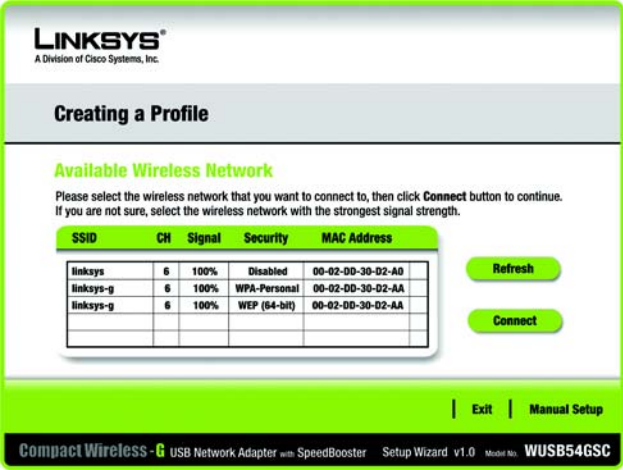 LINKSYS®
A Division of Cisco Systems, Inc.
Creating a Profile
Available Wireless Network
Please select the wireless network that you want to connect to, then click Connect button to continue.
If you are not sure, select the wireless network with the strongest signal strength.
SSID CH Signal Security MAC Address
linksys 6 100% Disabled 00-02-DD-30-D2-A0
linksys-g 6 100% WPA-Personal 00-02-DD-30-D2-AA
linksys-g 6 100% WEP (64-bit) 00-02-DD-30-D2-AA
Refresh
Connect
Exit Manual Setup
Compact Wireless-G USB Network Adapter with SpeedBooster Setup Wizard v1.0 Model No. WUSB54GSC